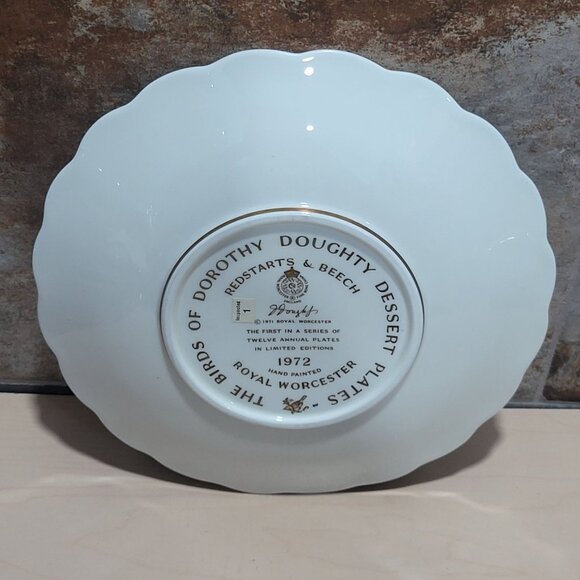 THE BIRDS OF DOROTHY DOUGHTY DESSERT PLATES
REDSTARTS & BEECH
D Doughty
© 1971 ROYAL WORCESTER
THE FIRST IN A SERIES OF
TWELVE ANNUAL PLATES
IN LIMITED EDITIONS
1972
HAND PAINTED
ROYAL WORCESTER
1